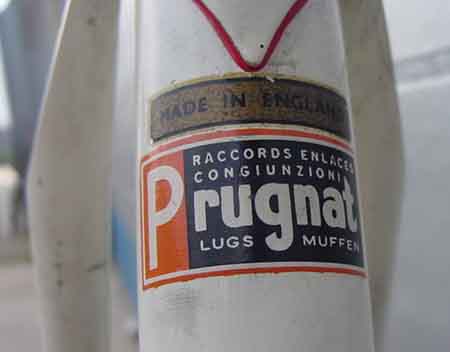 MADE IN ENGLAND
RACCORDS ENLACES
CONGIUNZIONI
Prugnat
LUGS MUFFEN